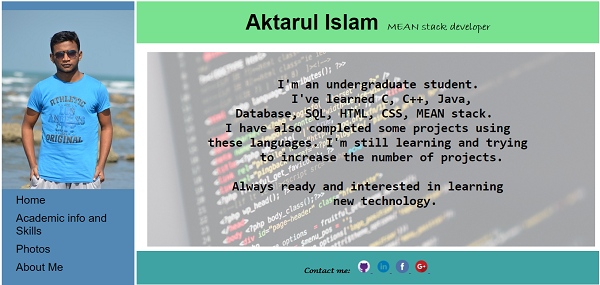 Aktarul Islam MEAN stack developer
ATHLETIC
ORIGINAL
Home
Academic info and
Skills
Photos
About Me
I'm an undergraduate student.
I've learned C, C++, Java,
Database, SQL, HTML, CSS, MEAN stack.
I have also completed some projects using
these languages. I'm still learning and trying
to increase the number of projects.
Always ready and interested in learning
new technology.
Contact me: